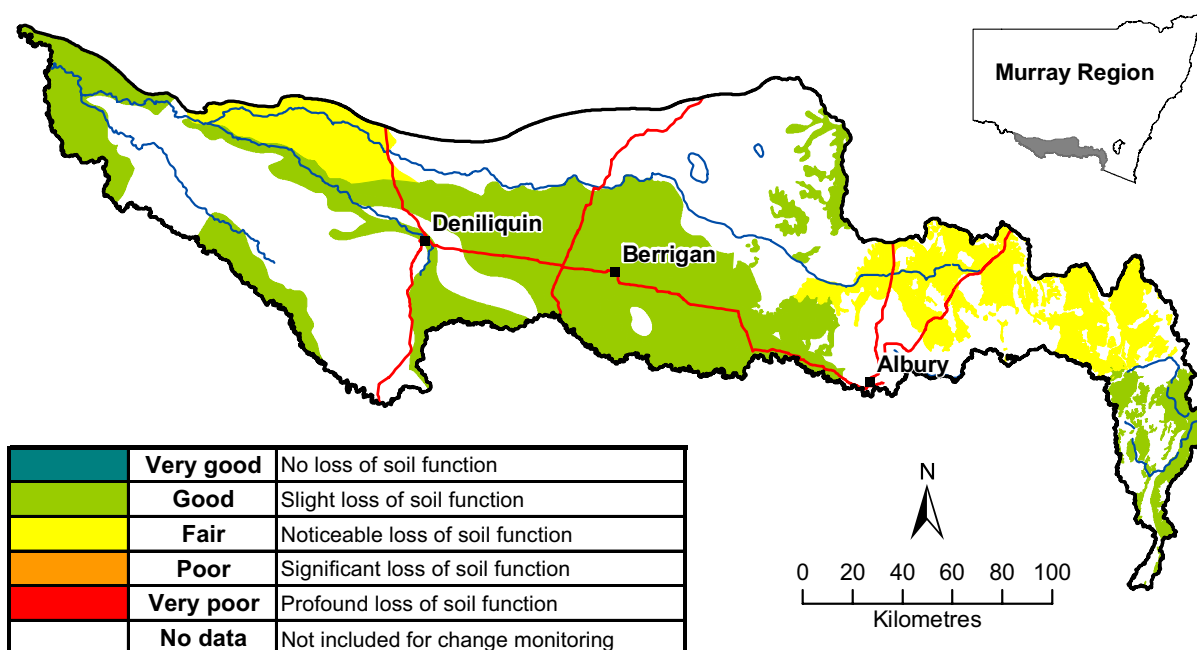 Murray Region
Deniliquin
Berrigan
Albury
Very good No loss of soil function
Good Slight loss of soil function
Fair Noticeable loss of soil function
Poor Significant loss of soil function
Very poor Profound loss of soil function
No data Not included for change monitoring
N
0 20 40 60 80 100
Kilometres